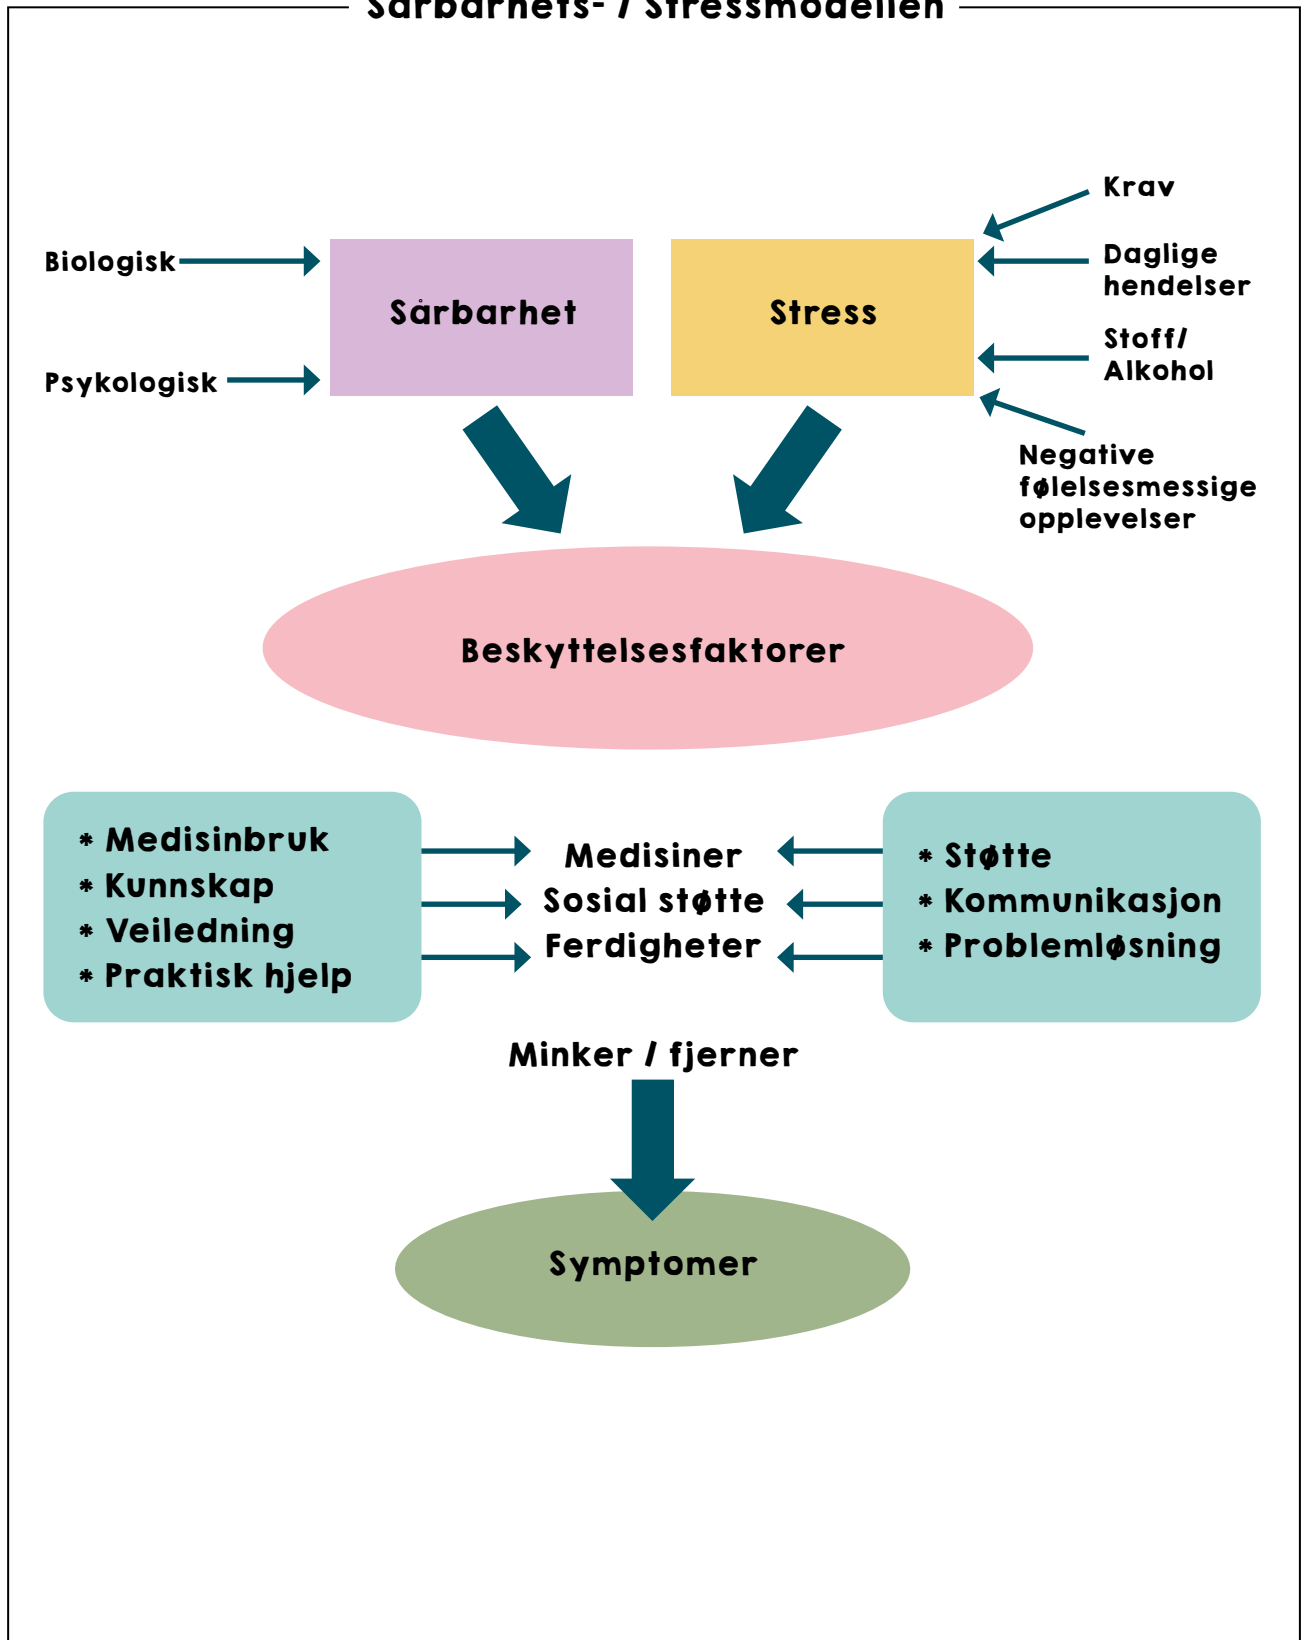 Sårbarhets- / Stressmodellen
Krav
Biologisk
Daglige
hendelser
Sårbarhet
Stress
Stoff/
Alkohol
Psykologisk
Negative
følelsesmessige
opplevelser
Beskyttelsesfaktorer
* Medisinbruk
* Kunnskap
* Veiledning
* Praktisk hjelp
Medisiner
Sosial støtte
Ferdigheter
* Støtte
* Kommunikasjon
* Problemløsning
Minker / fjerner
Symptomer